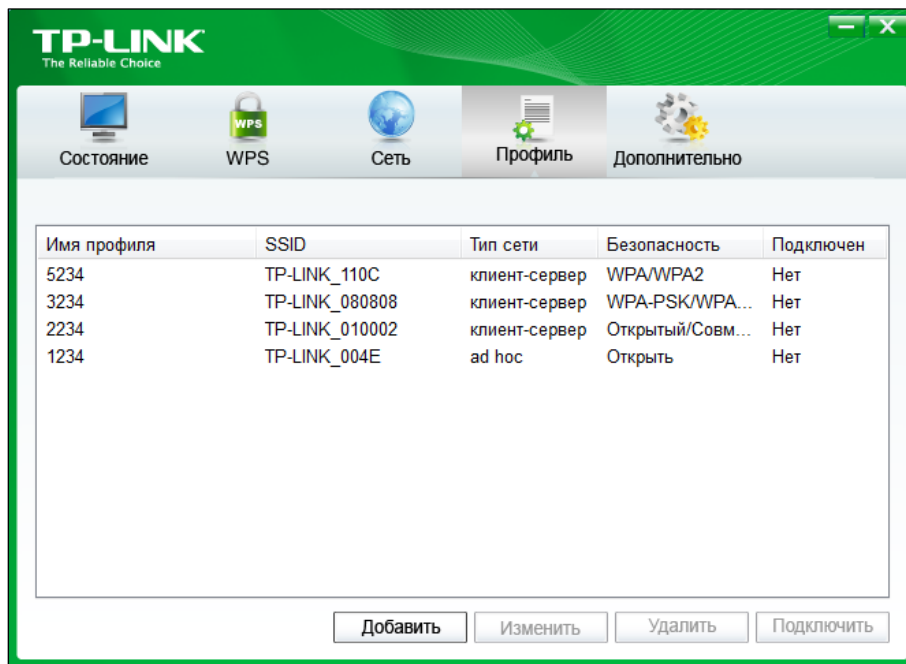 TP-LINK
The Reliable Choice
WPS
Состояние WPS Сеть Профиль Дополнительно
Имя профиля SSID Тип сети Безопасность Подключен
5234 TP-LINK_110C клиент-сервер WPA/WPA2 Нет
3234 TP-LINK_080808 клиент-сервер WPA-PSK/WPA... Нет
2234 TP-LINK_010002 клиент-сервер Открытый/Совм... Нет
1234 TP-LINK_004E ad hoc Открыть Нет
Добавить Изменить Удалить Подключить